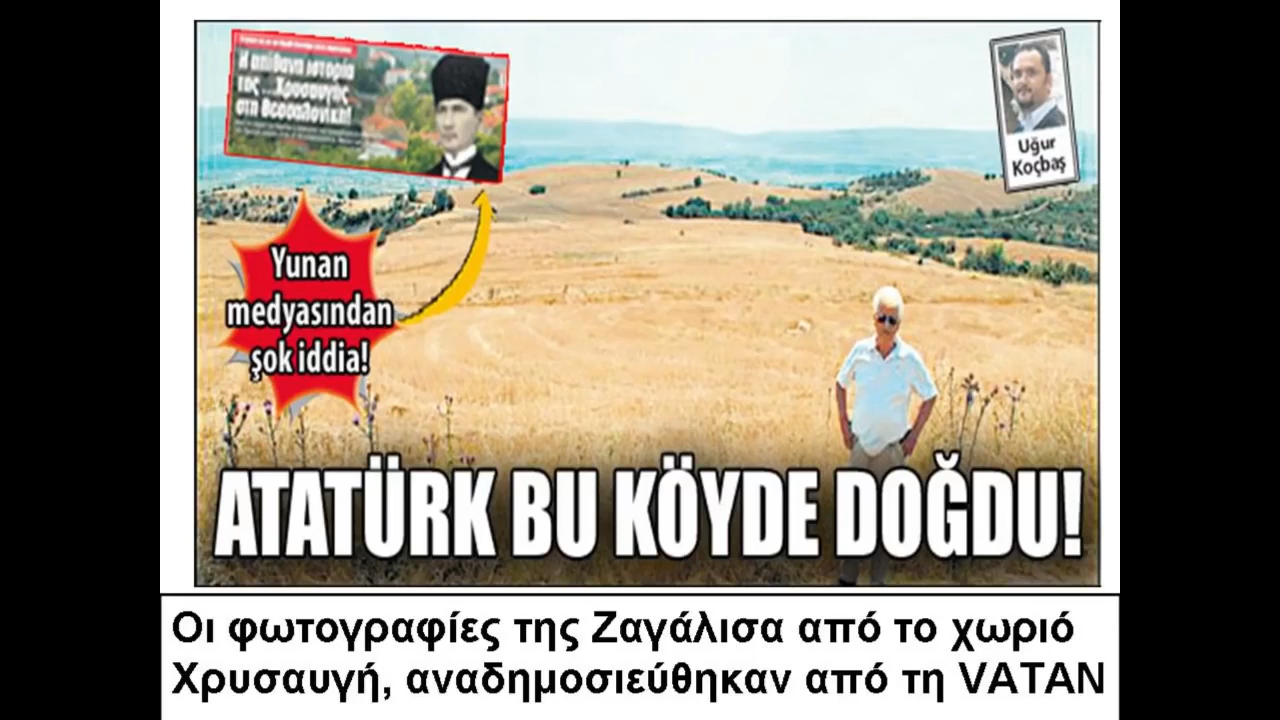 Η απίθανη ιστορία
της ...Χρυσαυγής
στη Θεσσαλονίκη!
Uğur
Koçbaş
Yunan
medyasından
şok iddia!
ATATÜRK BU KÖYDE DOĞDU!
Οι φωτογραφίες της Ζαγάλισα από το χωριό
Χρυσαυγή, αναδημοσιεύθηκαν από τη VATAN